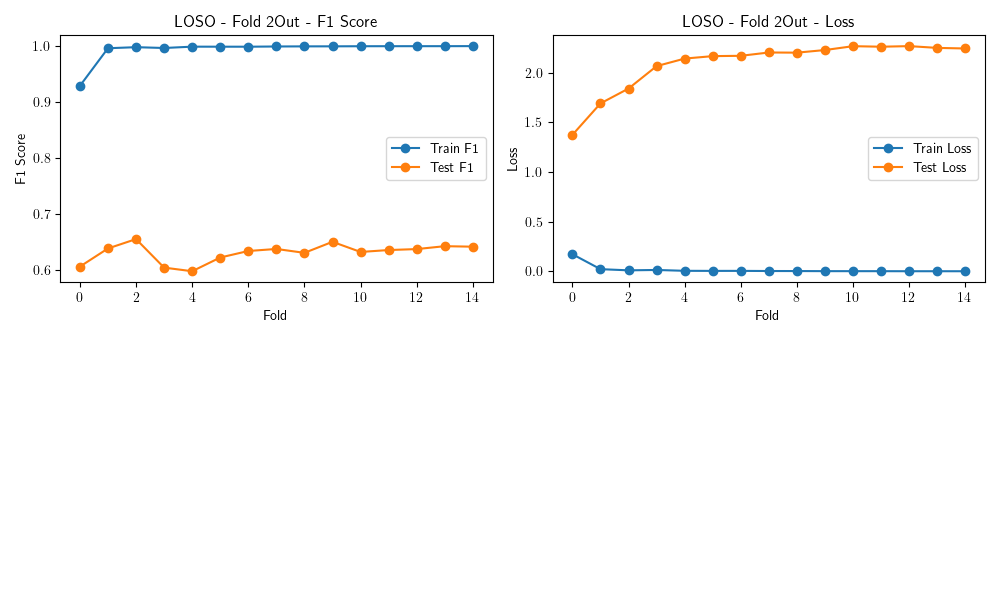 LOSO - Fold 2Out - F1 Score
F1 Score
1.0
0.9
0.8
0.7
0.6
Train F1
Test F1
0 2 4 6 8 10 12 14
Fold
LOSO - Fold 2Out - Loss
Loss
2.0
1.5
1.0
0.5
0.0
Train Loss
Test Loss
0 2 4 6 8 10 12 14
Fold